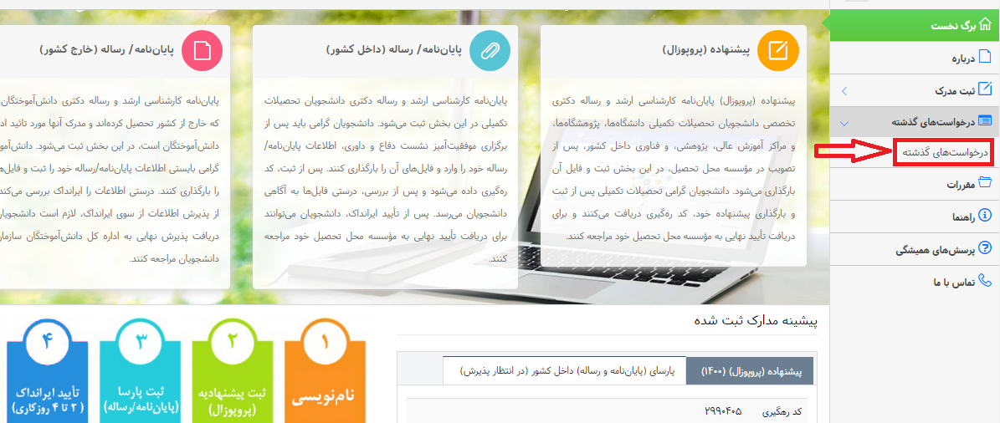 برگ نخست
درباره
ثبت مدرک
درخواست‌های گذشته
درخواست‌های گذشته
مقررات
راهنما
پرسش‌های همیشگی
تماس با ما
پیشنهاده (پروپوزال)
پیشنهاده (پروپوزال) پایان‌نامه کارشناسی ارشد و رساله دکتری
تخصصی دانشجویان تحصیلات تکمیلی دانشگاه‌ها، پژوهشگاه‌ها،
و مراکز آموزش عالی، پژوهشی، و فناوری داخل کشور، پس از
تصویب در مؤسسه محل تحصیل، در این بخش ثبت و فایل آن
بارگذاری می‌شود. دانشجویان گرامی تحصیلات تکمیلی پس از ثبت
و بارگذاری پیشنهاده خود، کد ره‌گیری دریافت می‌کنند و برای
دریافت تأیید نهایی به مؤسسه محل تحصیل خود مراجعه کنند.
پایان‌نامه/ رساله (داخل کشور)
پایان‌نامه کارشناسی ارشد و رساله دکتری دانشجویان تحصیلات
تکمیلی در این بخش ثبت می‌شود. دانشجویان گرامی باید پس از
برگزاری موفقیت‌آمیز نشست دفاع و داوری، اطلاعات پایان‌نامه/
رساله خود را وارد و فایل‌های آن را بارگذاری کنند. پس از ثبت، کد
ره‌گیری داده می‌شود و پس از بررسی، درستی فایل‌ها به آگاهی
دانشجویان می‌رسد. پس از تأیید ایرانداک، دانشجویان می‌توانند
برای دریافت تأیید نهایی به مؤسسه محل تحصیل خود مراجعه
کنند.
پایان‌نامه/ رساله (خارج کشور)
پایان‌نامه کارشناسی ارشد و رساله دکتری دانش‌آموختگان
که خارج از کشور تحصیل کرده‌اند و مدرک آنها مورد تائید
دانش‌آموختگان است، در این بخش ثبت می‌شود.
گرامی بایستی اطلاعات پایان‌نامه/رساله خود را ثبت و
را بارگذاری کنند. درستی اطلاعات را ایرانداک بررسی
از پذیرش اطلاعات از سوی ایرانداک، لازم است
دریافت پذیرش نهایی به اداره کل دانش‌آموختگان
دانشجویان مراجعه کنند.
پیشینه مدارک ثبت شده
پیشنهاده (پروپوزال) (۱۴۰۰)
پارسای (پایان‌نامه و رساله) داخل کشور (در انتظار پذیرش)
کد رهگیری ۲۹۹۰۴۰۵
۱
نام‌نویسی
۲
ثبت پیشنهادیه
(پروپوزال)
۳
ثبت پارسا
(پایان‌نامه/رساله)
۴
تأیید ایرانداک
(۲ تا ۴ روزکاری)